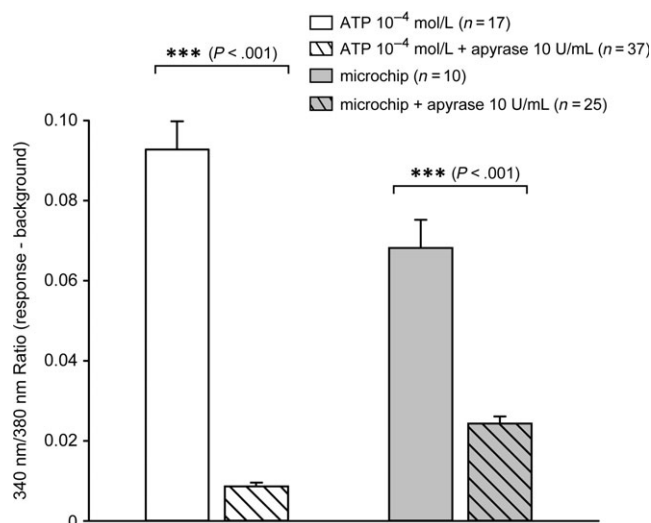 ATP 10⁻⁴ mol/L (n = 17)
ATP 10⁻⁴ mol/L + apyrase 10 U/mL (n = 37)
microchip (n = 10)
microchip + apyrase 10 U/mL (n = 25)
*** (P < .001)
*** (P < .001)
340 nm/380 nm Ratio (response - background)
0.10
0.08
0.06
0.04
0.02
0